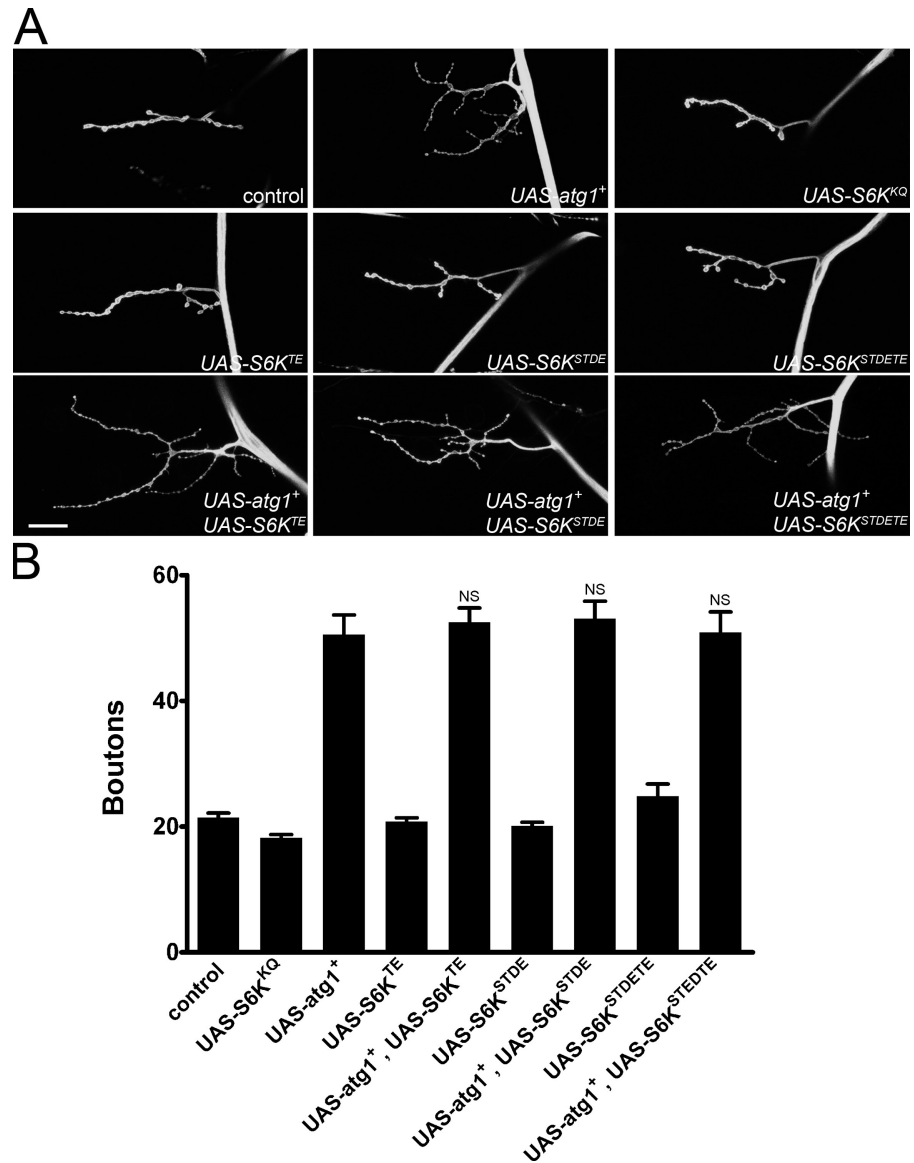 A
control
UAS-atg1⁺
UAS-S6Kᴷꟴ
UAS-S6Kᵀᴱ
UAS-S6Kˢᵀᴰᴱ
UAS-S6Kˢᵀᴰᴱᵀᴱ
UAS-atg1⁺
UAS-S6Kᵀᴱ
UAS-atg1⁺
UAS-S6Kˢᵀᴰᴱ
UAS-atg1⁺
UAS-S6Kˢᵀᴰᴱᵀᴱ
B
Boutons
60
40
20
0
NS
NS
NS
control
UAS-S6Kᴷꟴ
UAS-atg1⁺
UAS-S6Kᵀᴱ
UAS-atg1⁺, UAS-S6Kᵀᴱ
UAS-S6Kˢᵀᴰᴱ
UAS-atg1⁺, UAS-S6Kˢᵀᴰᴱ
UAS-S6Kˢᵀᴰᴱᵀᴱ
UAS-atg1⁺, UAS-S6Kˢᵀᴱᴰᵀᴱ